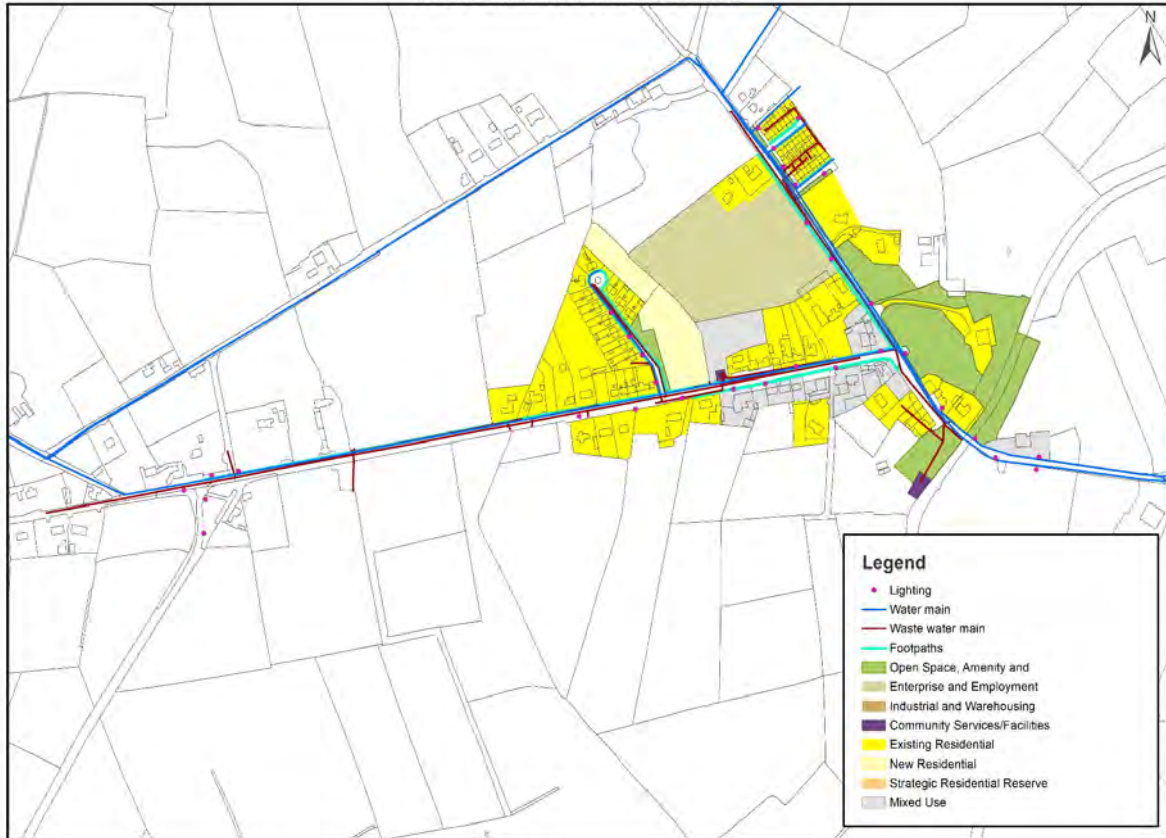 N
Legend
Lighting
Water main
Waste water main
Footpaths
Open Space, Amenity and
Enterprise and Employment
Industrial and Warehousing
Community Services/Facilities
Existing Residential
New Residential
Strategic Residential Reserve
Mixed Use